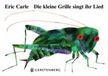 Eric Carle Die kleine Grille singt ihr Lied
GERSTENBERG